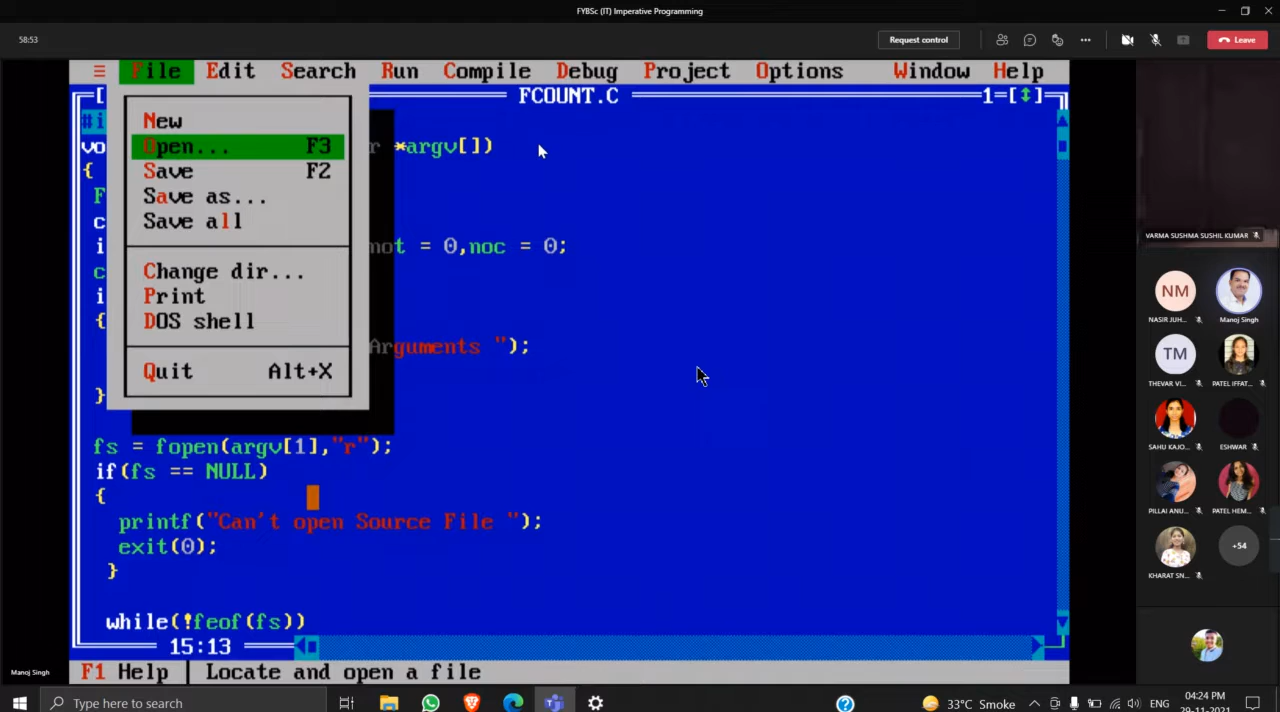 FYBSc (IT) Imperative Programming
58:53
Request control
Leave
File Edit Search Run Compile Debug Project Options Window Help
FCOUNT.C
1=[↕]
New
Open... F3
Save F2
Save as...
Save all
Change dir...
Print
DOS shell
Quit Alt+X
#i
vo
r *argv[])
{
F
c
i
not = 0,noc = 0;
c
i
{
Arguments ");
}
fs = fopen(argv[1],"r");
if(fs == NULL)
{
printf("Can't open Source File ");
exit(0);
}
while(!feof(fs))
15:13
F1 Help Locate and open a file
Manoj Singh
VARMA SUSHMA SUSHIL KUMAR
NM
NASIR JUH...
Manoj Singh
TM
THEVAR VI...
PATEL IFFAT...
SAHU KAJO...
ESHWAR
PILLAI ANU...
PATEL HEM...
KHARAT SN...
+54
Type here to search
33°C Smoke
ENG
04:24 PM
29-11-2021